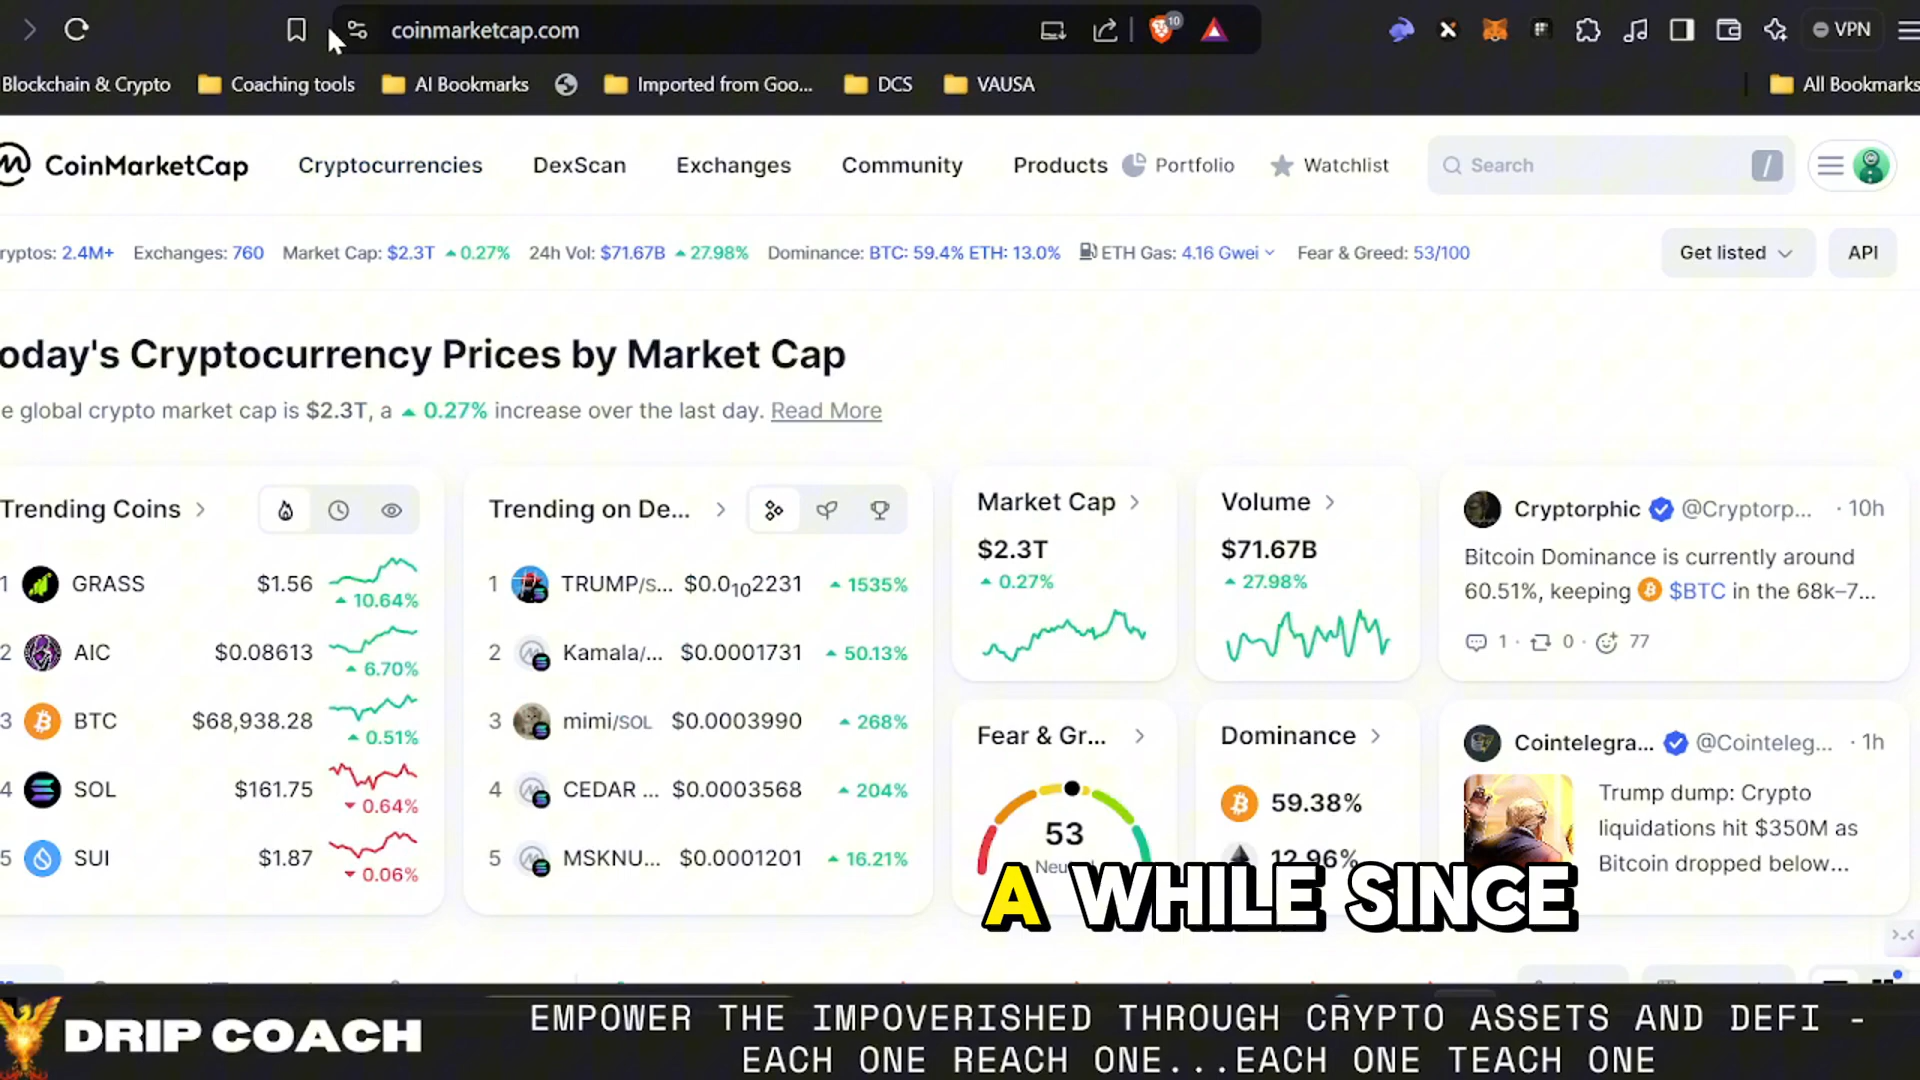 coinmarketcap.com
10
VPN
Blockchain & Crypto
Coaching tools
AI Bookmarks
Imported from Goo...
DCS
VAUSA
All Bookmarks
CoinMarketCap
Cryptocurrencies
DexScan
Exchanges
Community
Products
Portfolio
Watchlist
Search
/
ryptos: 2.4M+
Exchanges: 760
Market Cap: $2.3T 0.27%
24h Vol: $71.67B 27.98%
Dominance: BTC: 59.4% ETH: 13.0%
ETH Gas: 4.16 Gwei
Fear & Greed: 53/100
Get listed
API
oday's Cryptocurrency Prices by Market Cap
e global crypto market cap is $2.3T, a 0.27% increase over the last day. Read More
Trending Coins
1 GRASS $1.56 10.64%
2 AIC $0.08613 6.70%
3 BTC $68,938.28 0.51%
4 SOL $161.75 0.64%
5 SUI $1.87 0.06%
Trending on De...
1 TRUMP/S... $0.0₁₀2231 1535%
2 Kamala/... $0.0001731 50.13%
3 mimi/SOL $0.0003990 268%
4 CEDAR ... $0.0003568 204%
5 MSKNU... $0.0001201 16.21%
Market Cap
$2.3T
0.27%
Volume
$71.67B
27.98%
Fear & Gr...
53
Dominance
59.38%
12.96%
Cryptorphic @Cryptorp... · 10h
Bitcoin Dominance is currently around
60.51%, keeping $BTC in the 68k–7...
1 · 0 · 77
Cointelegra... @Cointeleg... · 1h
Trump dump: Crypto
liquidations hit $350M as
Bitcoin dropped below...
A WHILE SINCE
DRIP COACH
EMPOWER THE IMPOVERISHED THROUGH CRYPTO ASSETS AND DEFI -
EACH ONE REACH ONE...EACH ONE TEACH ONE